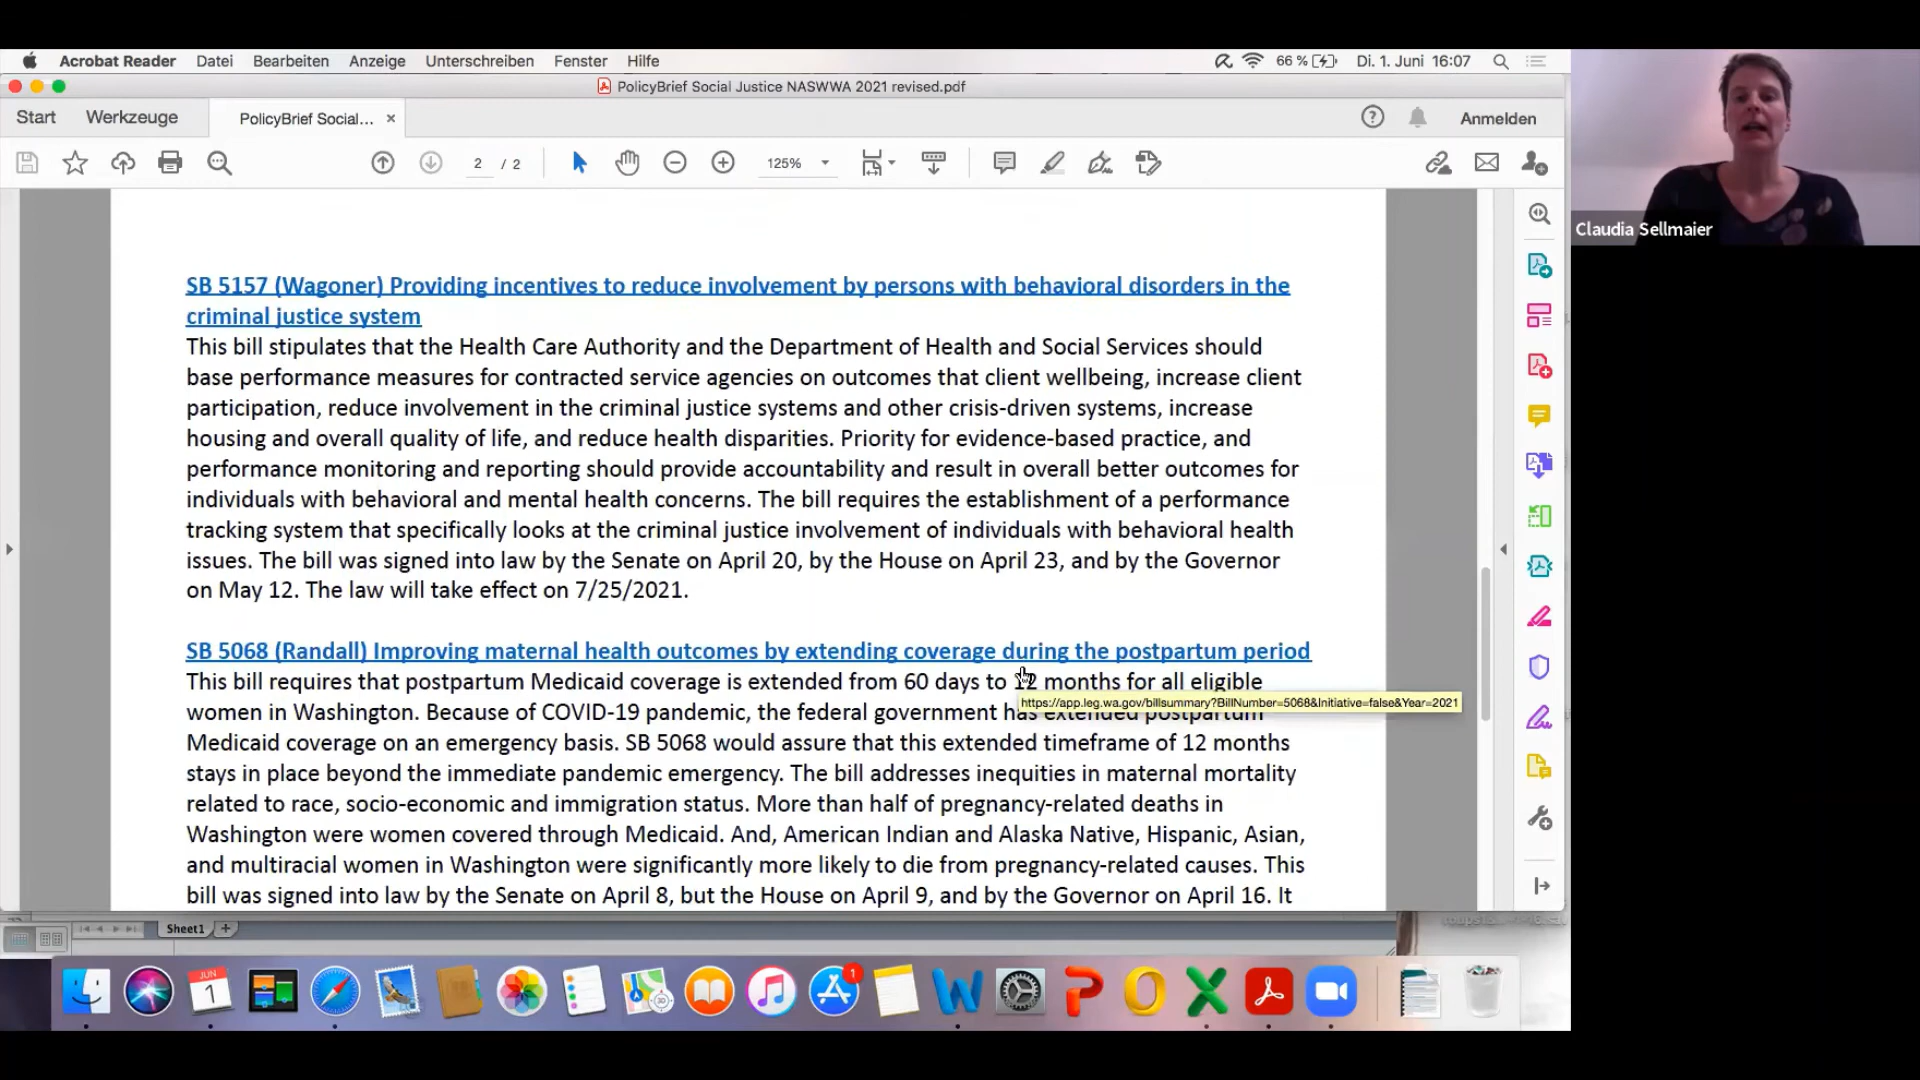 Acrobat Reader Datei Bearbeiten Anzeige Unterschreiben Fenster Hilfe 66 % Di. 1. Juni 16:07
PolicyBrief Social Justice NASWWA 2021 revised.pdf
Start Werkzeuge PolicyBrief Social... × Anmelden
2 / 2 125%
Claudia Sellmaier
SB 5157 (Wagoner) Providing incentives to reduce involvement by persons with behavioral disorders in the
criminal justice system
This bill stipulates that the Health Care Authority and the Department of Health and Social Services should
base performance measures for contracted service agencies on outcomes that client wellbeing, increase client
participation, reduce involvement in the criminal justice systems and other crisis-driven systems, increase
housing and overall quality of life, and reduce health disparities. Priority for evidence-based practice, and
performance monitoring and reporting should provide accountability and result in overall better outcomes for
individuals with behavioral and mental health concerns. The bill requires the establishment of a performance
tracking system that specifically looks at the criminal justice involvement of individuals with behavioral health
issues. The bill was signed into law by the Senate on April 20, by the House on April 23, and by the Governor
on May 12. The law will take effect on 7/25/2021.
SB 5068 (Randall) Improving maternal health outcomes by extending coverage during the postpartum period
This bill requires that postpartum Medicaid coverage is extended from 60 days to 12 months for all eligible
https://app.leg.wa.gov/billsummary?BillNumber=5068&Initiative=false&Year=2021
women in Washington. Because of COVID-19 pandemic, the federal government has extended postpartum
Medicaid coverage on an emergency basis. SB 5068 would assure that this extended timeframe of 12 months
stays in place beyond the immediate pandemic emergency. The bill addresses inequities in maternal mortality
related to race, socio-economic and immigration status. More than half of pregnancy-related deaths in
Washington were women covered through Medicaid. And, American Indian and Alaska Native, Hispanic, Asian,
and multiracial women in Washington were significantly more likely to die from pregnancy-related causes. This
bill was signed into law by the Senate on April 8, but the House on April 9, and by the Governor on April 16. It
Sheet1
JUN
1
1